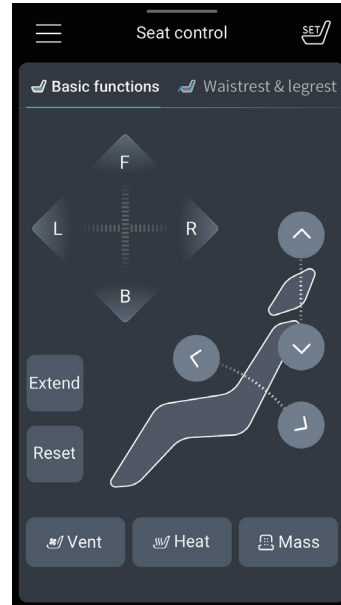 Seat control
SET
Basic functions
Waistrest & legrest
F
L
R
B
Extend
Reset
Vent
Heat
Mass